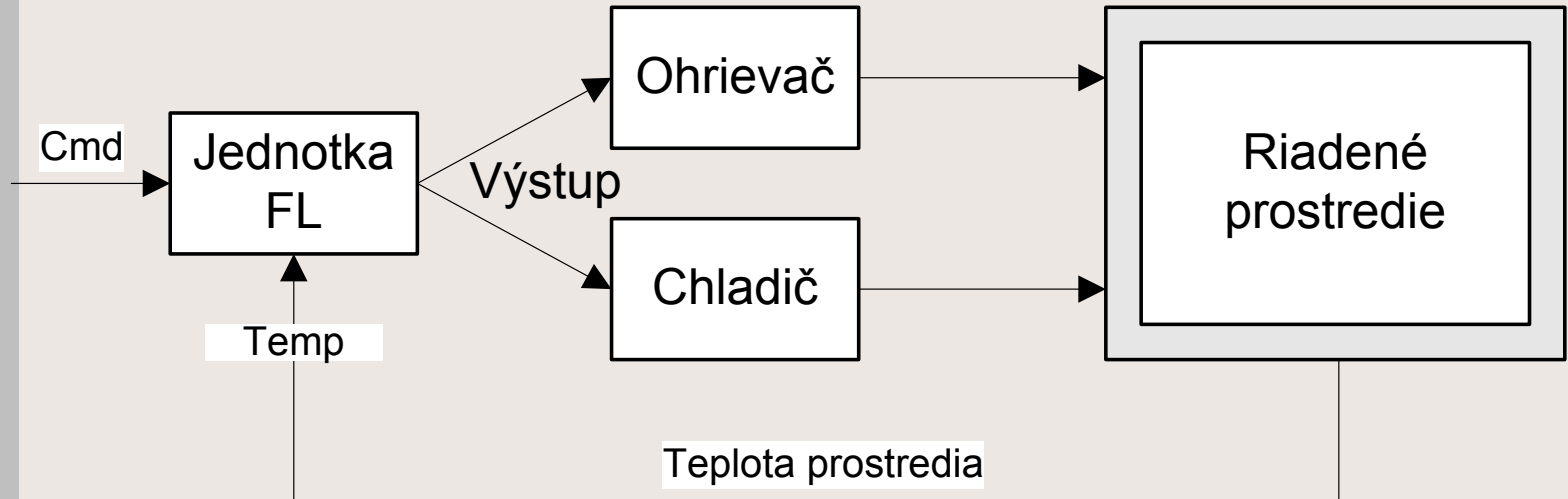 Cmd
Jednotka
FL
Výstup
Ohrievač
Chladič
Riadené
prostredie
Temp
Teplota prostredia